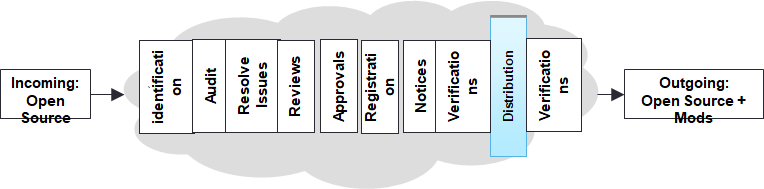 Incoming:
Open
Source
identificati
on
Audit
Resolve
Issues
Reviews
Approvals
Registrati
on
Notices
Verificatio
ns
Distribution
Verificatio
ns
Outgoing:
Open Source +
Mods